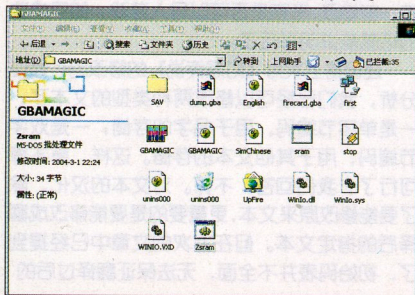 GBAMAGIC
文件(F) 编辑(E) 查看(V) 收藏(A) 工具(T) 帮助(H)
后退 搜索 文件夹 历史
地址(D) GBAMAGIC 转到 上网助手 已拦截:35
SAV dump.gba English firecard.gba first
GBAMAGIC
GBAMAGIC GBAMAGIC SimChinese sram stop
Zsram
MS-DOS 批处理文件
修改时间: 2004-3-1 22:24
大小: 34 字节
属性: (正常)
unins000 unins000 UpFire WinIo.dll WinIo.sys
WINIO.VXD Zsram